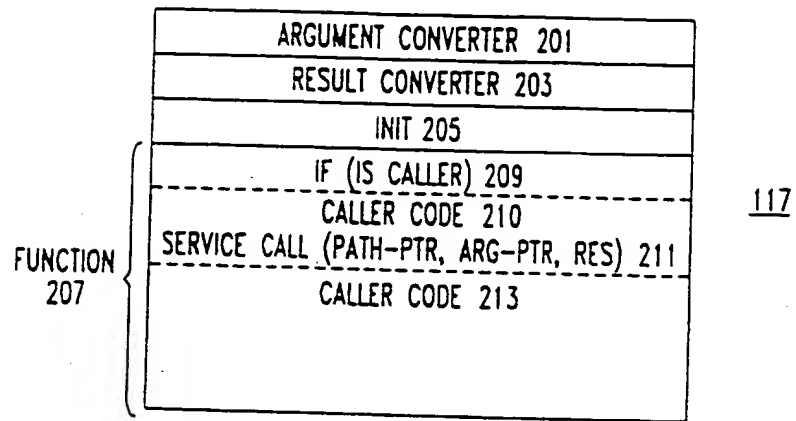 ARGUMENT CONVERTER 201
RESULT CONVERTER 203
INIT 205
IF (IS CALLER) 209
CALLER CODE 210
SERVICE CALL (PATH-PTR, ARG-PTR, RES) 211
CALLER CODE 213
FUNCTION
207
117